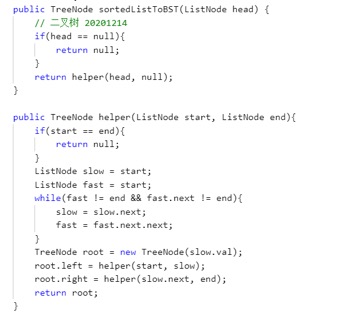 public TreeNode sortedListToBST(ListNode head) {
// 二叉树 20201214
if(head == null){
return null;
}
return helper(head, null);
}
public TreeNode helper(ListNode start, ListNode end){
if(start == end){
return null;
}
ListNode slow = start;
ListNode fast = start;
while(fast != end && fast.next != end){
slow = slow.next;
fast = fast.next.next;
}
TreeNode root = new TreeNode(slow.val);
root.left = helper(start, slow);
root.right = helper(slow.next, end);
return root;
}